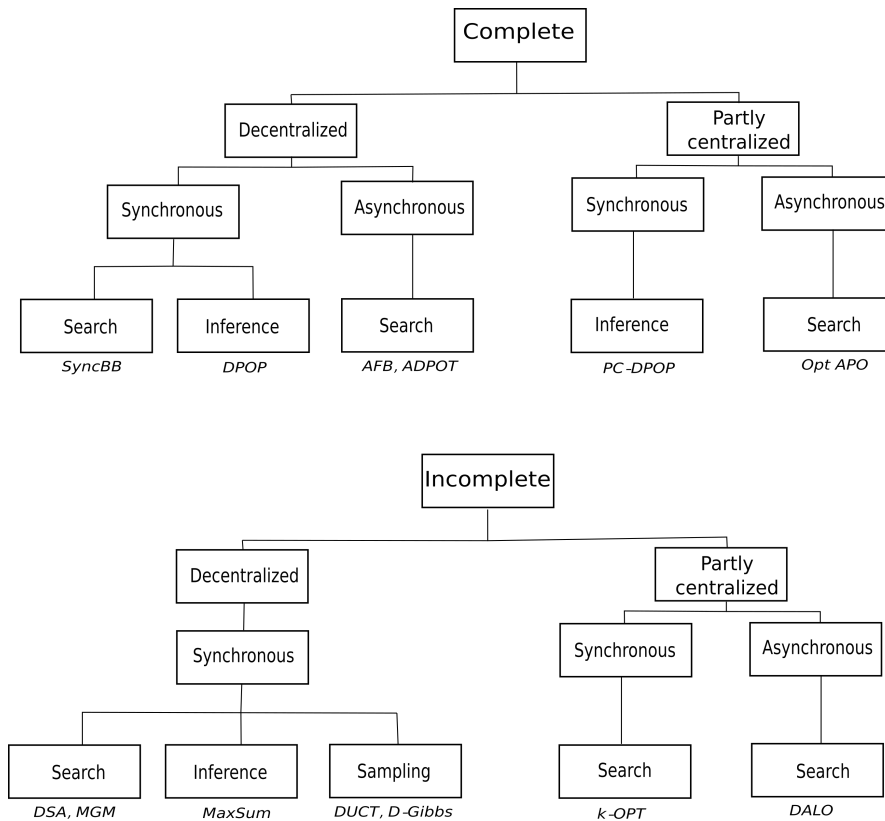 Complete
Decentralized
Partly
centralized
Synchronous
Asynchronous
Synchronous
Asynchronous
Search
Inference
Search
Inference
Search
SyncBB
DPOP
AFB, ADPOT
PC-DPOP
Opt APO
Incomplete
Decentralized
Partly
centralized
Synchronous
Synchronous
Asynchronous
Search
Inference
Sampling
Search
Search
DSA, MGM
MaxSum
DUCT, D-Gibbs
k-OPT
DALO